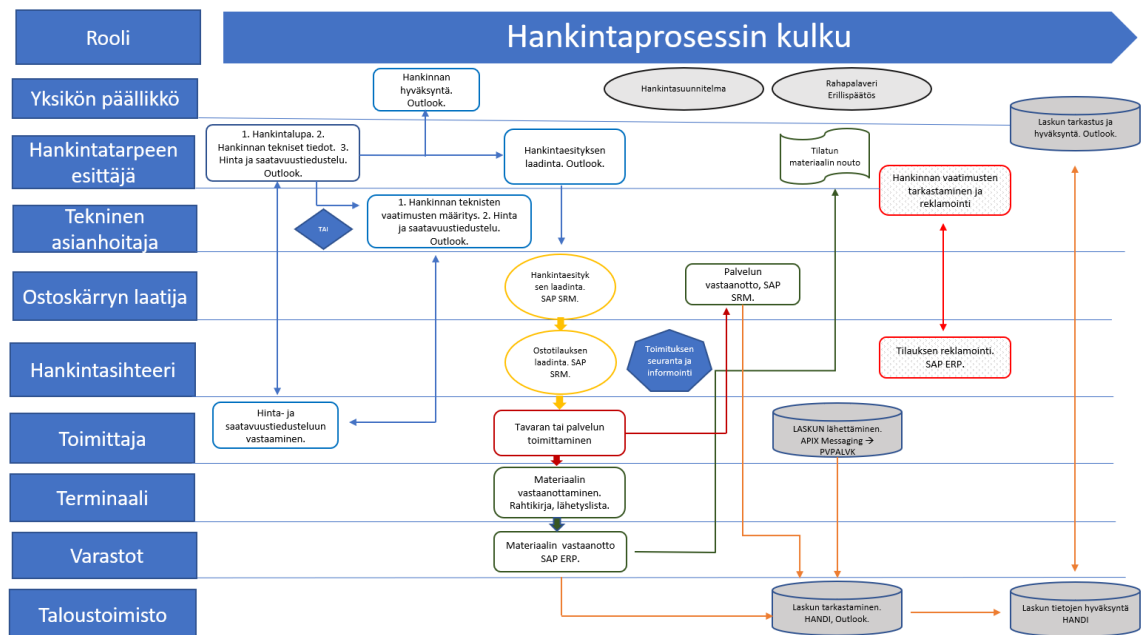 Rooli
Hankintaprosessin kulku
Yksikön päällikkö
Hankinnan
hyväksyntä.
Outlook.
Hankintasuunnitelma
Rahapalaveri
Erillispäätös
Laskun tarkastus ja
hyväksyntä. Outlook.
Hankintatarpeen
esittäjä
1. Hankintalupa. 2.
Hankinnan tekniset tiedot. 3.
Hinta ja saatavuustiedustelu.
Outlook.
Hankintaesityksen
laadinta. Outlook.
Tilatun
materiaalin nouto
Hankinnan vaatimusten
tarkastaminen ja
reklamointi
Tekninen
asianhoitaja
TAI
1. Hankinnan teknisten
vaatimusten määritys. 2. Hinta
ja saatavuustiedustelu.
Outlook.
Ostoskärryn laatija
Hankintaesityk
sen laadinta.
SAP SRM.
Palvelun
vastaanotto, SAP
SRM.
Hankintasihteeri
Ostotilauksen
laadinta. SAP
SRM.
Toimituksen
seuranta ja
informointi
Tilauksen reklamointi.
SAP ERP.
Toimittaja
Hinta- ja
saatavuustiedusteluun
vastaaminen.
Tavaran tai palvelun
toimittaminen
LASKUN lähettäminen.
APIX Messaging →
PVPALVK
Terminaali
Materiaalin
vastaanottaminen.
Rahtikirja, lähetyslista.
Varastot
Materiaalin vastaanotto
SAP ERP.
Taloustoimisto
Laskun tarkastaminen.
HANDI, Outlook.
Laskun tietojen hyväksyntä
HANDI